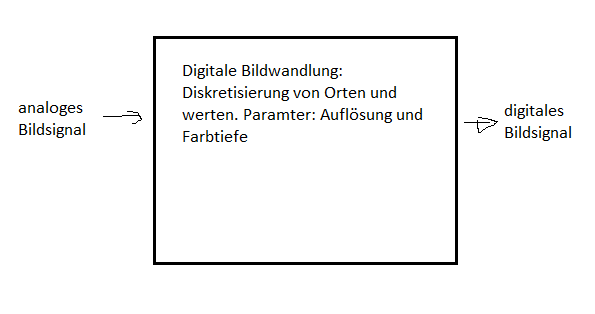 analoges
Bildsignal
Digitale Bildwandlung:
Diskretisierung von Orten und
werten. Paramter: Auflösung und
Farbtiefe
digitales
Bildsignal